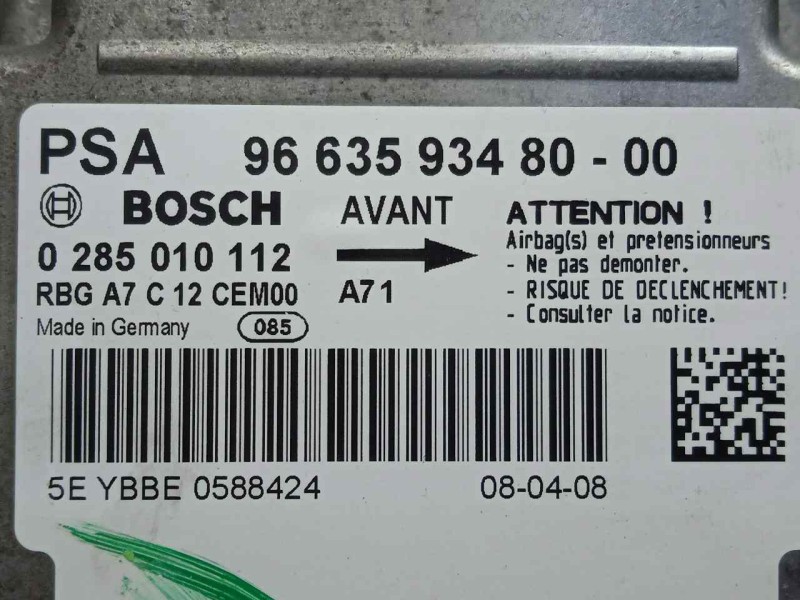 PSA 96 635 934 80 - 00
BOSCH AVANT
0 285 010 112
RBG A7 C 12 CEM00 A71
Made in Germany 085
ATTENTION !
Airbag(s) et pretensionneurs
- Ne pas demonter.
- RISQUE DE DECLENCHEMENT!
- Consulter la notice.
5E YBBE 0588424 08-04-08